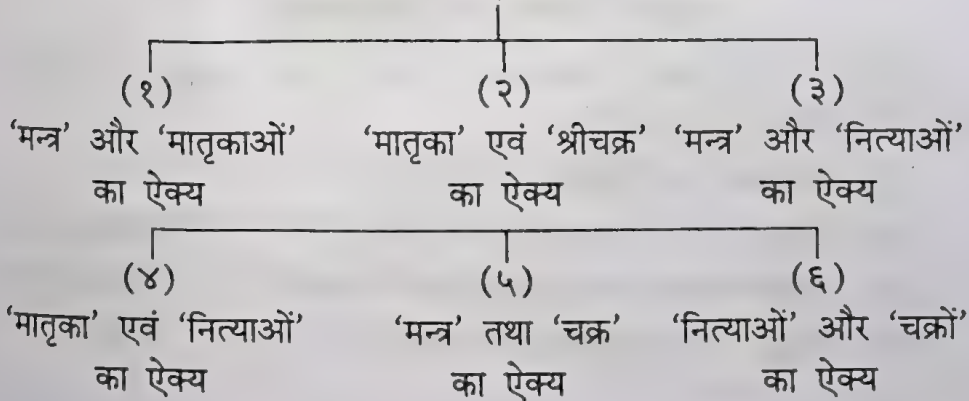 (१) (२) (३)
‘मन्त्र’ और ‘मातृकाओं’ ‘मातृका’ एवं ‘श्रीचक्र’ ‘मन्त्र’ और ‘नित्याओं’
का ऐक्य का ऐक्य का ऐक्य
(४) (५) (६)
‘मातृका’ एवं ‘नित्याओं’ ‘मन्त्र’ तथा ‘चक्र’ ‘नित्याओं’ और ‘चक्रों’
का ऐक्य का ऐक्य का ऐक्य